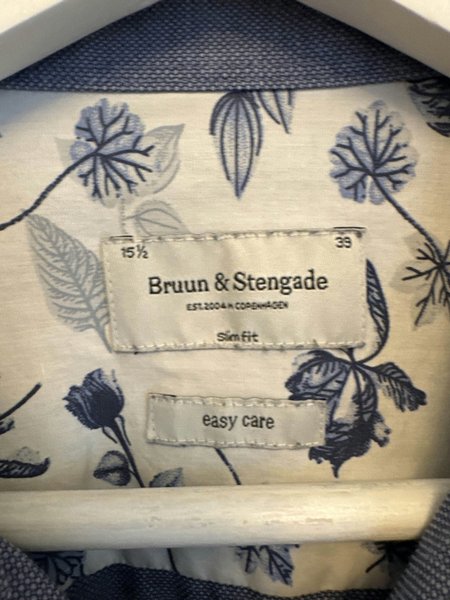 15½ 39
Bruun & Stengade
EST. 2004 IN COPENHAGEN
Slim fit
easy care